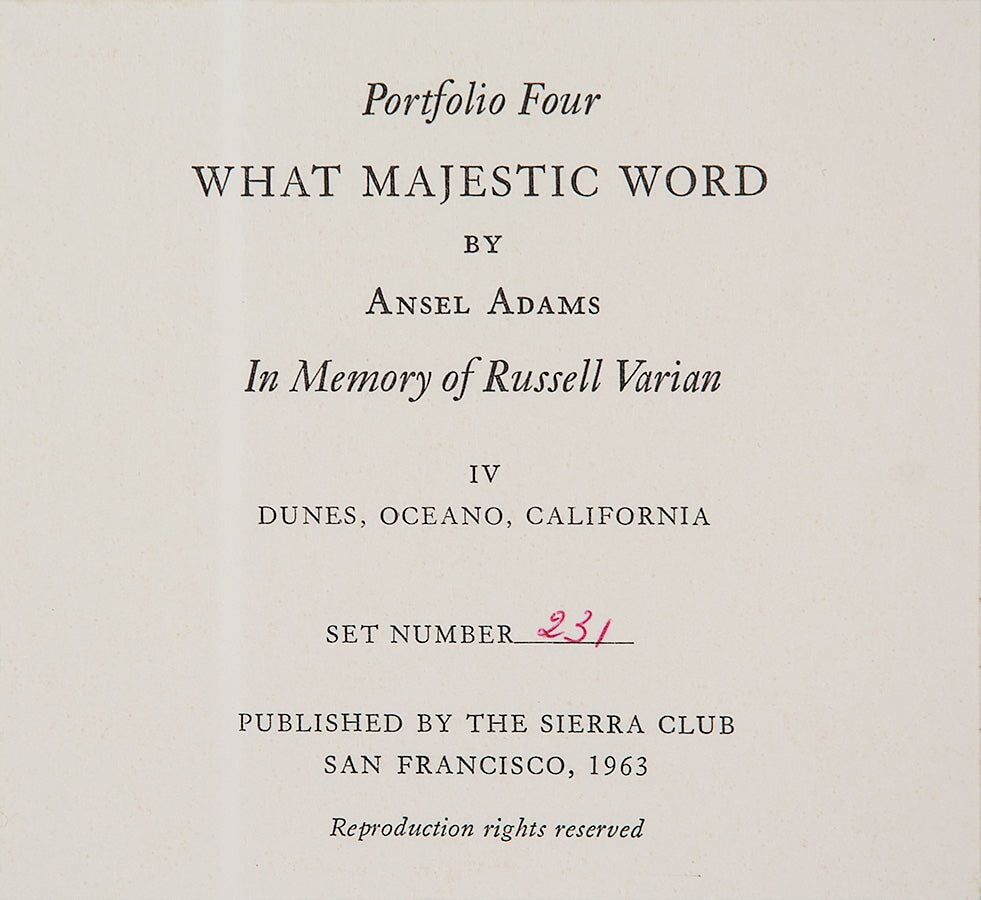 Portfolio Four
WHAT MAJESTIC WORD
BY
ANSEL ADAMS
In Memory of Russell Varian
IV
DUNES, OCEANO, CALIFORNIA
SET NUMBER 231
PUBLISHED BY THE SIERRA CLUB
SAN FRANCISCO, 1963
Reproduction rights reserved